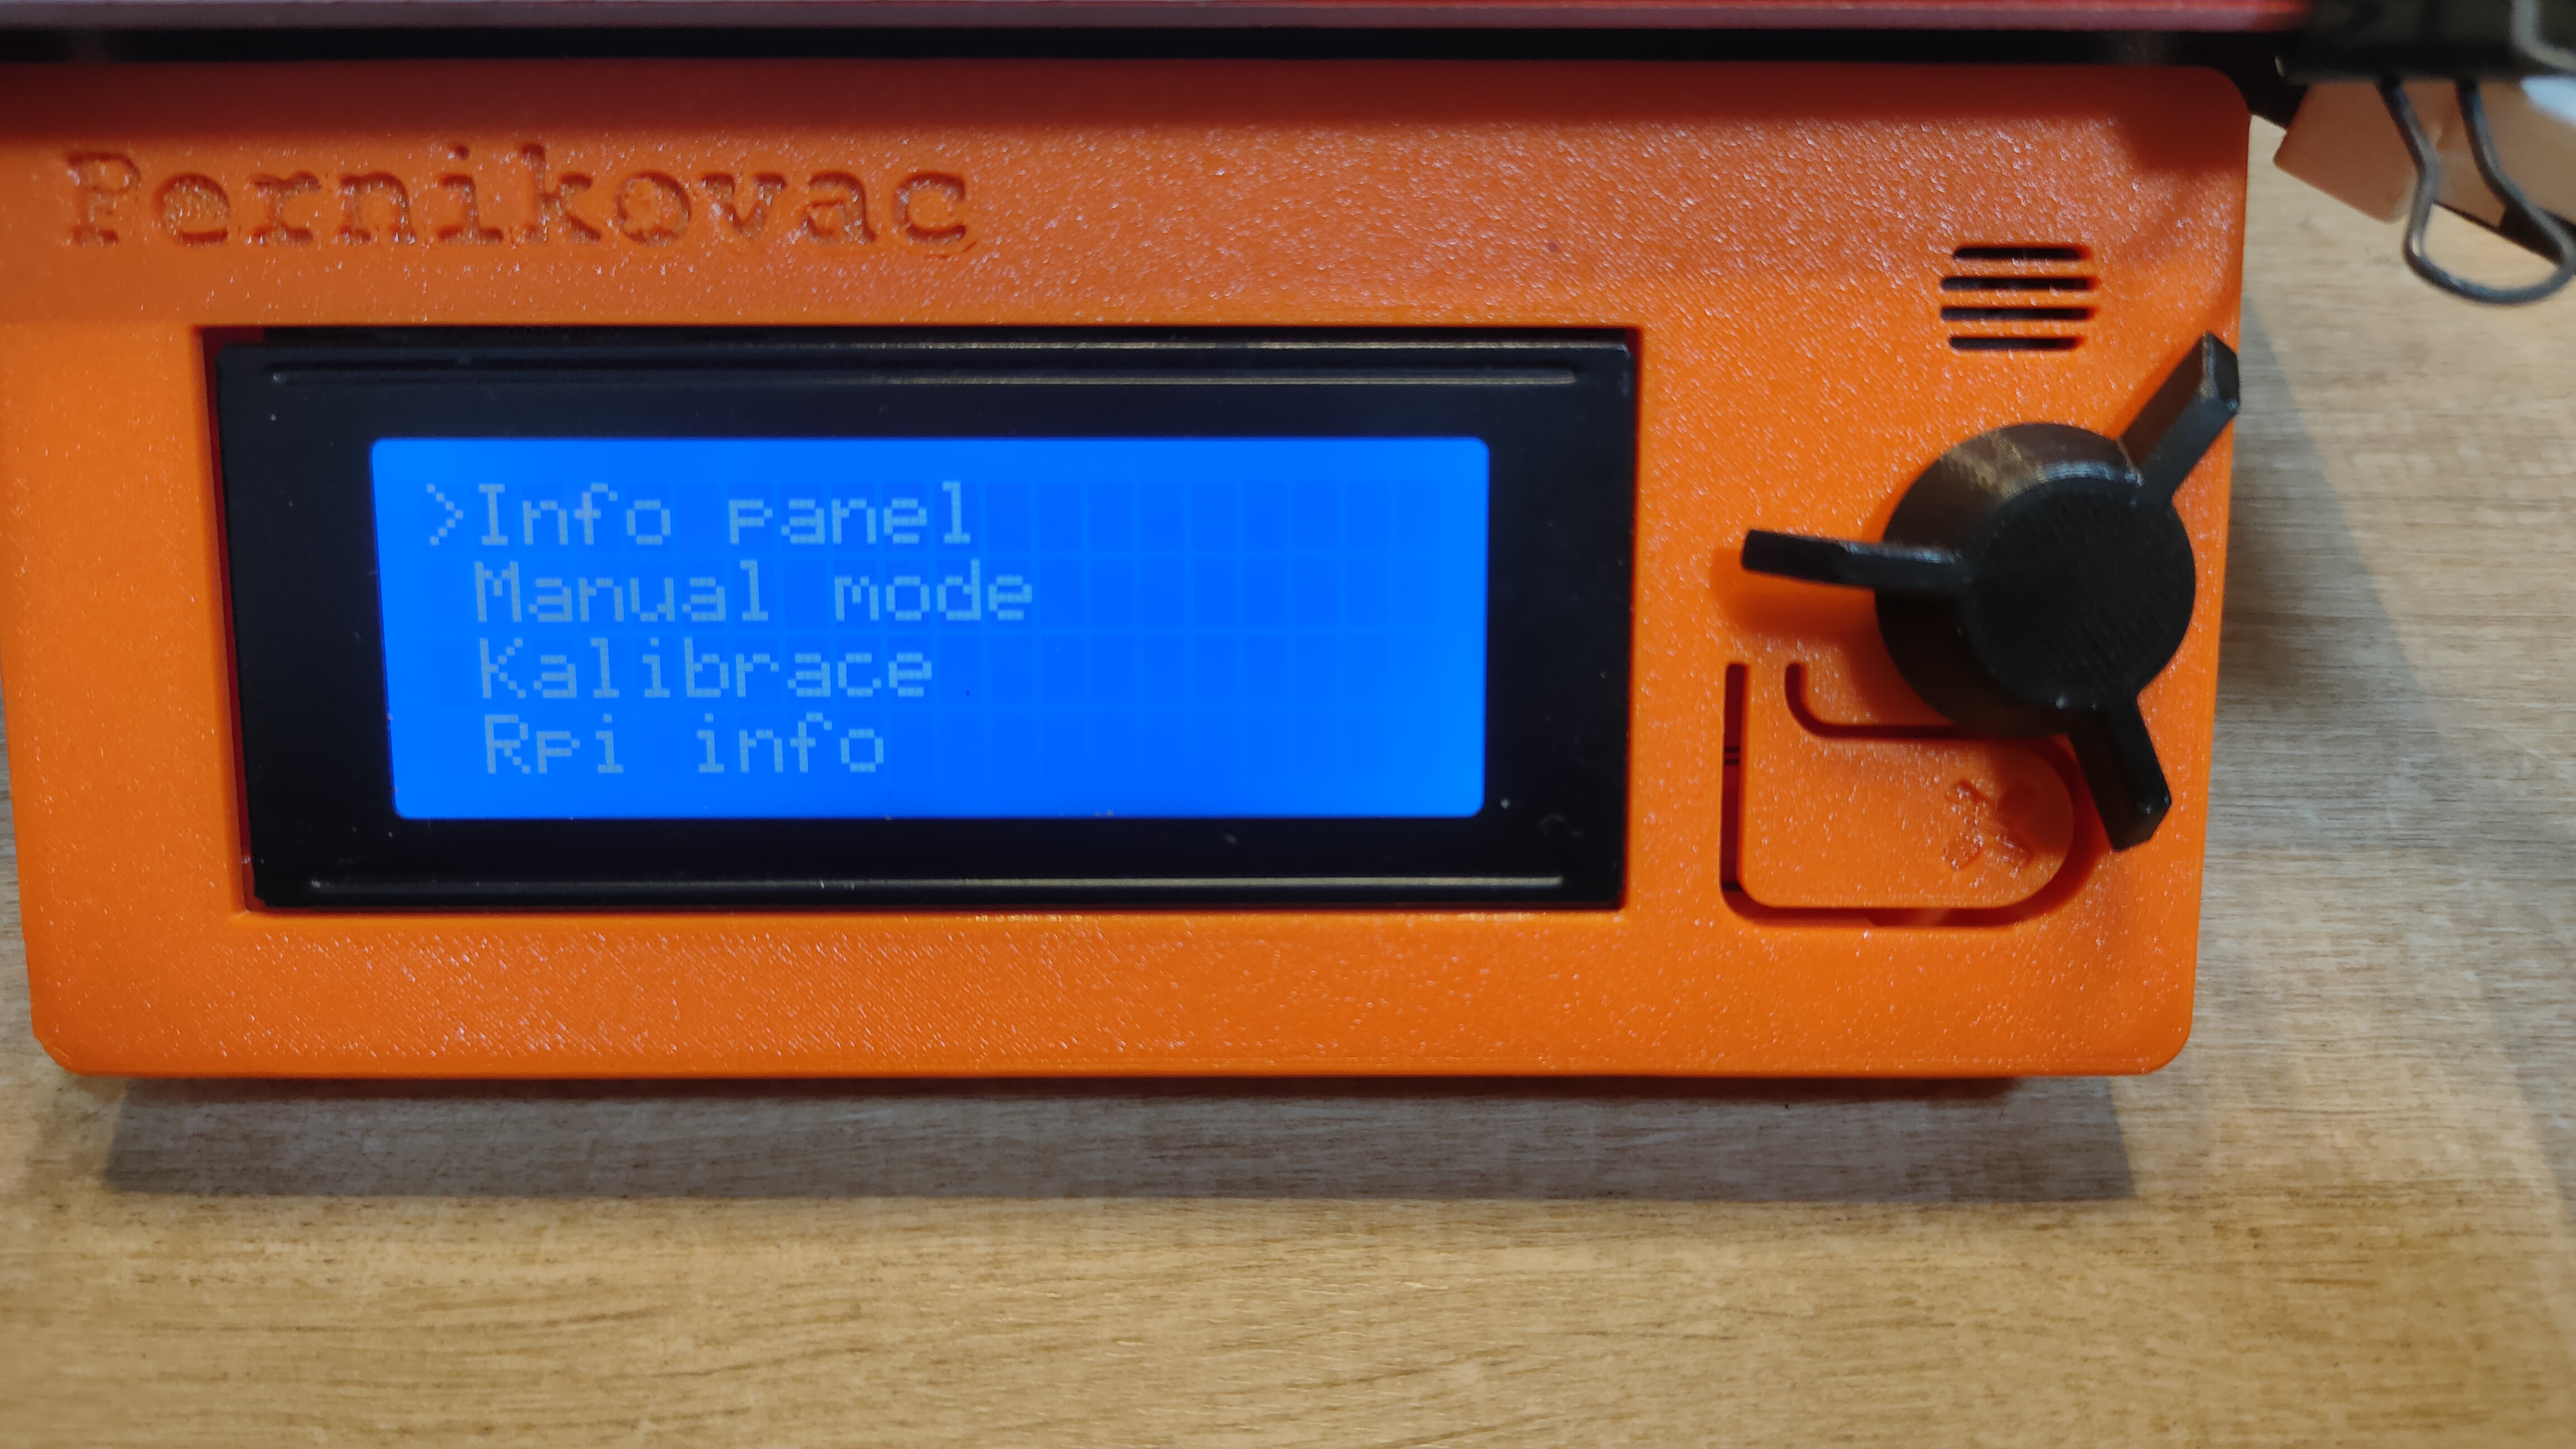 Pernikovac
>Info panel
Manual mode
Kalibrace
Rpi info